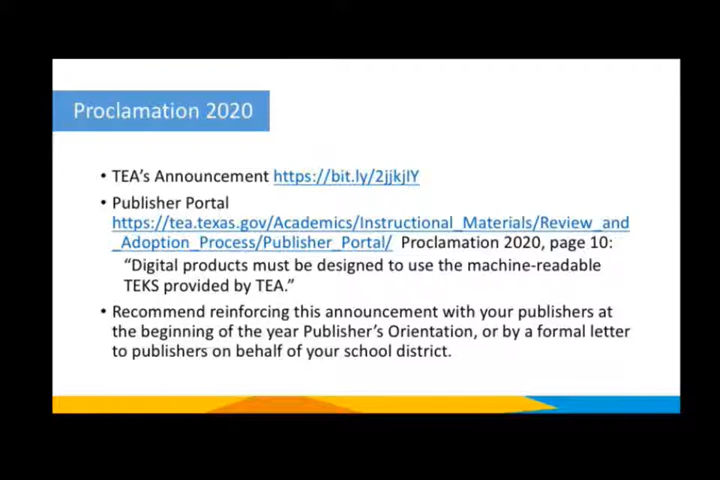 Proclamation 2020
• TEA's Announcement https://bit.ly/2jjkjIY
• Publisher Portal
https://tea.texas.gov/Academics/Instructional_Materials/Review_and
_Adoption_Process/Publisher_Portal/ Proclamation 2020, page 10:
"Digital products must be designed to use the machine-readable
TEKS provided by TEA."
• Recommend reinforcing this announcement with your publishers at
the beginning of the year Publisher's Orientation, or by a formal letter
to publishers on behalf of your school district.